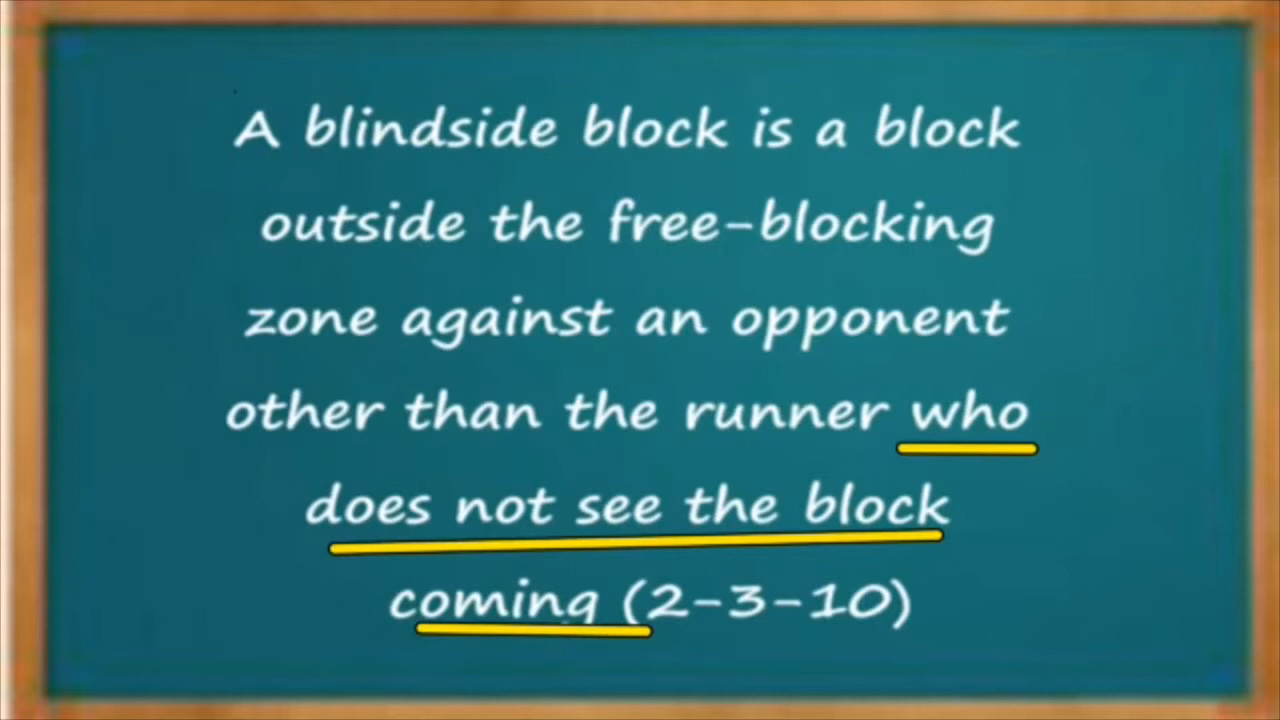 A blindside block is a block
outside the free-blocking
zone against an opponent
other than the runner who
does not see the block
coming (2-3-10)